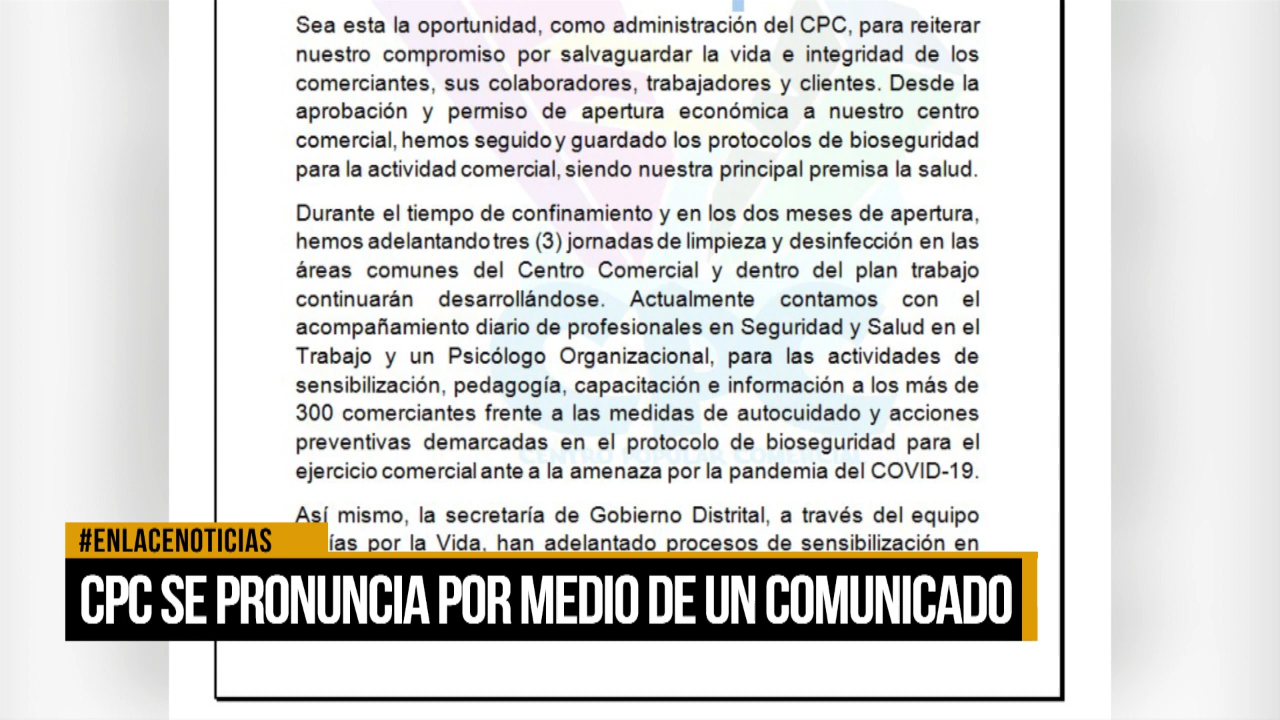 Sea esta la oportunidad, como administración del CPC, para reiterar
nuestro compromiso por salvaguardar la vida e integridad de los
comerciantes, sus colaboradores, trabajadores y clientes. Desde la
aprobación y permiso de apertura económica a nuestro centro
comercial, hemos seguido y guardado los protocolos de bioseguridad
para la actividad comercial, siendo nuestra principal premisa la salud.
Durante el tiempo de confinamiento y en los dos meses de apertura,
hemos adelantando tres (3) jornadas de limpieza y desinfección en las
áreas comunes del Centro Comercial y dentro del plan trabajo
continuarán desarrollándose. Actualmente contamos con el
acompañamiento diario de profesionales en Seguridad y Salud en el
Trabajo y un Psicólogo Organizacional, para las actividades de
sensibilización, pedagogía, capacitación e información a los más de
300 comerciantes frente a las medidas de autocuidado y acciones
preventivas demarcadas en el protocolo de bioseguridad para el
ejercicio comercial ante a la amenaza por la pandemia del COVID-19.
CPC
CENTRO POPULAR COMERCIAL
Así mismo, la secretaría de Gobierno Distrital, a través del equipo
por la Vida, han adelantado procesos de sensibilización en
#ENLACENOTICIAS
CPC SE PRONUNCIA POR MEDIO DE UN COMUNICADO